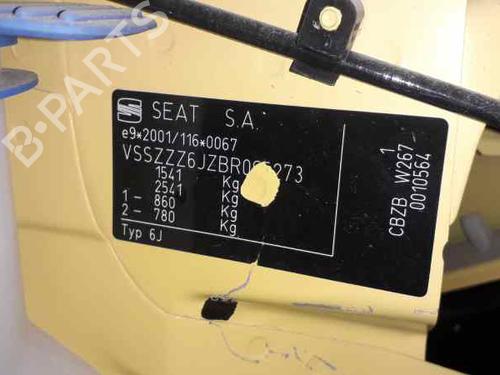 SEAT S.A.
e9*2001/116*0067
1541 Kg
2541 Kg
1- 860 Kg
2- 780 Kg
Typ 6J
1
CBZB W267
0010564
B-PARTS